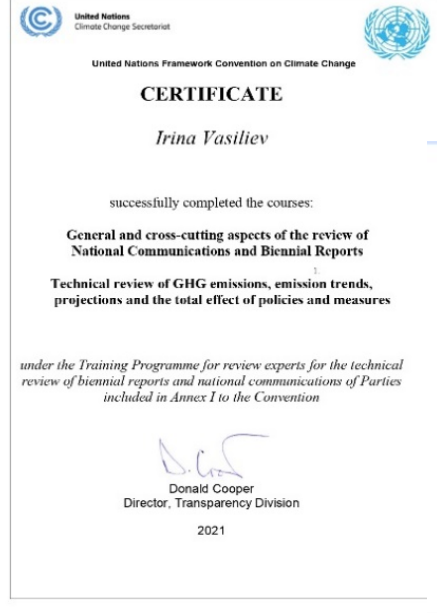 United Nations
Climate Change Secretariat
United Nations Framework Convention on Climate Change
CERTIFICATE
Irina Vasiliev
successfully completed the courses:
General and cross-cutting aspects of the review of
National Communications and Biennial Reports
1.
Technical review of GHG emissions, emission trends,
projections and the total effect of policies and measures
under the Training Programme for review experts for the technical
review of biennial reports and national communications of Parties
included in Annex I to the Convention
D. Coo
Donald Cooper
Director, Transparency Division
2021